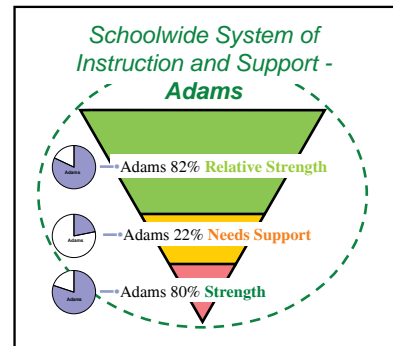 Schoolwide System of
Instruction and Support -
Adams
Adams
Adams 82% Relative Strength
Adams
Adams 22% Needs Support
Adams
Adams 80% Strength